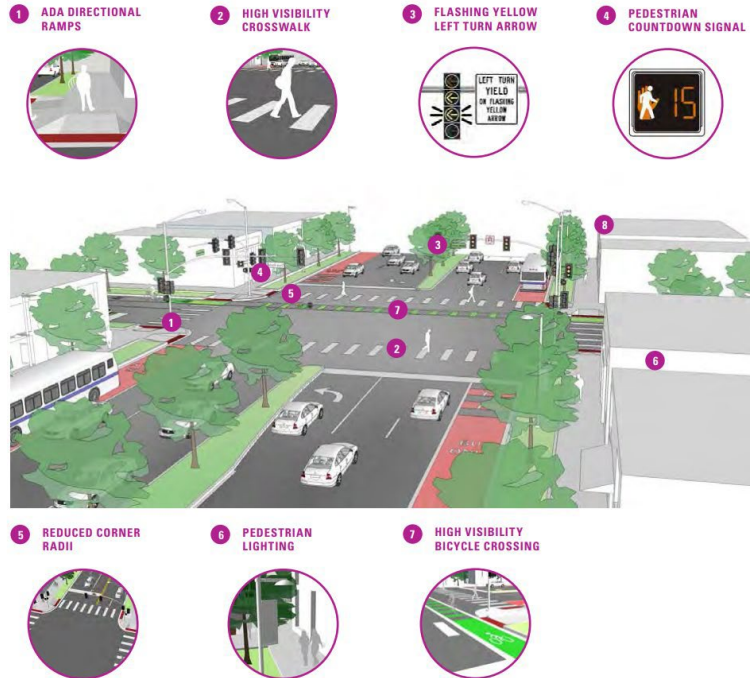 1 ADA DIRECTIONAL
RAMPS
2 HIGH VISIBILITY
CROSSWALK
3 FLASHING YELLOW
LEFT TURN ARROW
4 PEDESTRIAN
COUNTDOWN SIGNAL
LEFT TURN
YIELD
ON FLASHING
YELLOW
ARROW
15
8
3
4
5
7
1
2
6
5 REDUCED CORNER
RADII
6 PEDESTRIAN
LIGHTING
7 HIGH VISIBILITY
BICYCLE CROSSING